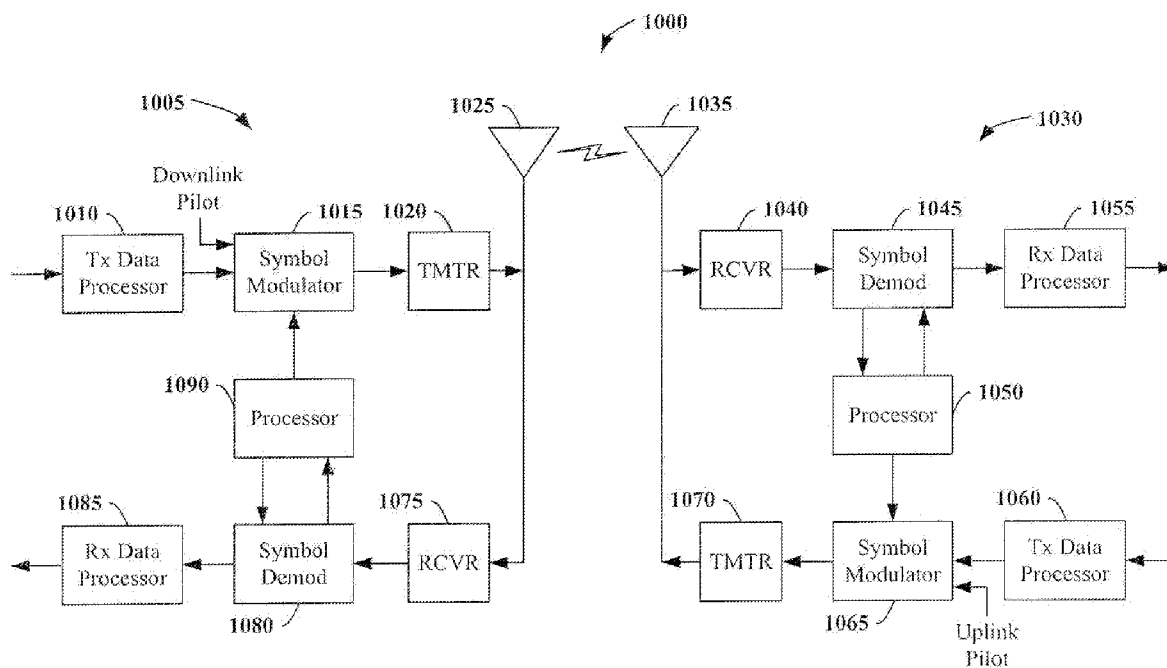 1000
1005
1025
1035
1030
Downlink
Pilot
1010
1015
1020
1040
1045
1055
Tx Data
Processor
Symbol
Modulator
TMTR
RCVR
Symbol
Demod
Rx Data
Processor
1090
Processor
Processor
1050
1085
1075
1070
1060
Rx Data
Processor
Symbol
Demod
RCVR
TMTR
Symbol
Modulator
Tx Data
Processor
1080
1065
Uplink
Pilot